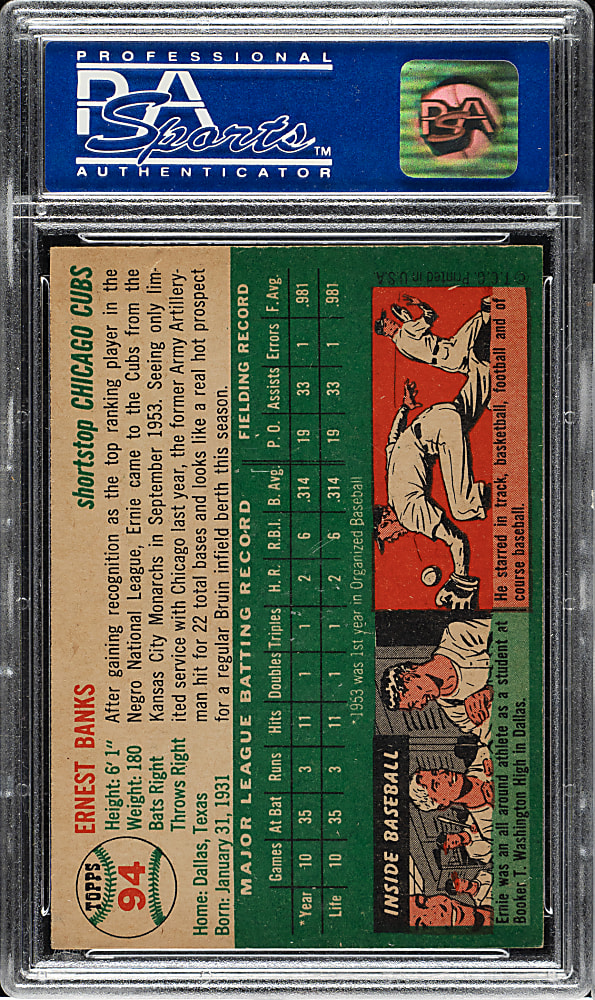 PROFESSIONAL
PSA
Sports™
AUTHENTICATOR
PSA
TOPPS
94
ERNEST BANKS
shortstop CHICAGO CUBS
Height: 6' 1"
Weight: 180
Bats Right
Throws Right
Home: Dallas, Texas
Born: January 31, 1931
After gaining recognition as the top ranking player in the
Negro National League, Ernie came to the Cubs from the
Kansas City Monarchs in September 1953. Seeing only lim-
ited service with Chicago last year, the former Army Artillery-
man hit for 22 total bases and looks like a real hot prospect
for a regular Bruin infield berth this season.
MAJOR LEAGUE BATTING RECORD FIELDING RECORD
Games At Bat Runs Hits Doubles Triples H. R. R.B.I. B. Avg. P. O. Assists Errors F. Avg.
*Year 10 35 3 11 1 1 2 6 .314 19 33 1 .981
Life 10 35 3 11 1 1 2 6 .314 19 33 1 .981
*1953 was 1st year in Organized Baseball
INSIDE BASEBALL
Ernie was an all around athlete as a student at
Booker T. Washington High in Dallas.
He starred in track, basketball, football and of
course baseball.
© T.C.G. Printed in U.S.A.